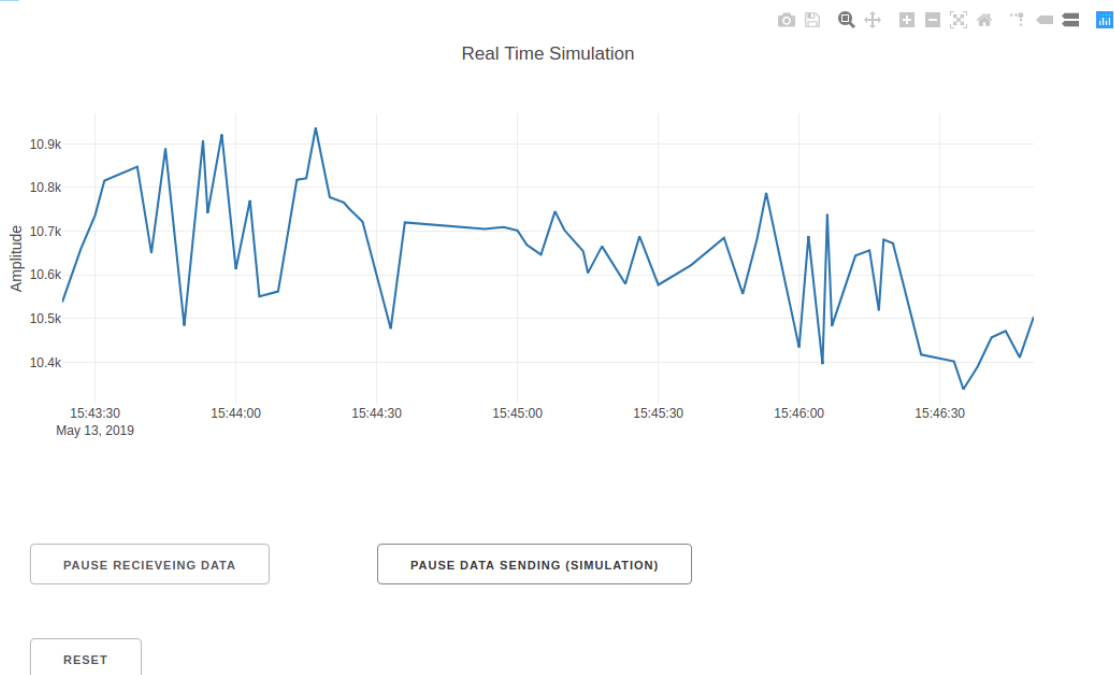 Real Time Simulation
Amplitude
10.9k
10.8k
10.7k
10.6k
10.5k
10.4k
15:43:30 15:44:00 15:44:30 15:45:00 15:45:30 15:46:00 15:46:30
May 13, 2019
PAUSE RECIEVEING DATA PAUSE DATA SENDING (SIMULATION)
RESET